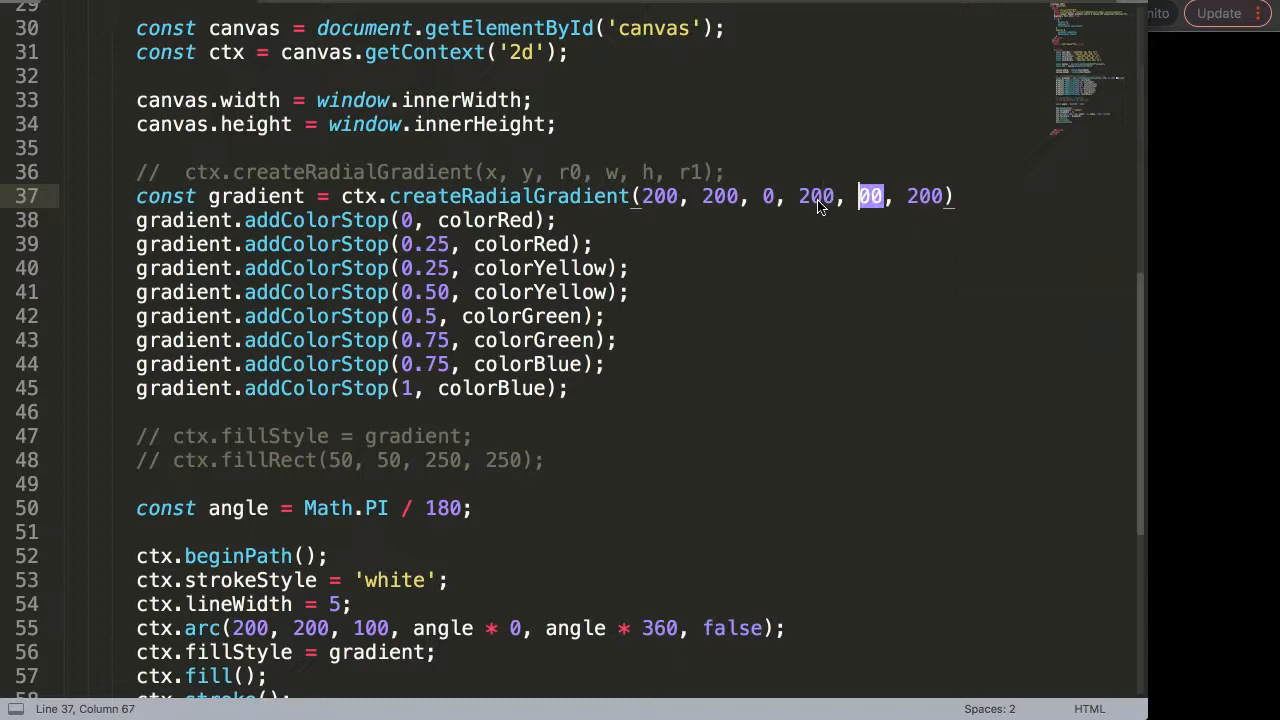 29
nito Update
30 const canvas = document.getElementById('canvas');
31 const ctx = canvas.getContext('2d');
32
33 canvas.width = window.innerWidth;
34 canvas.height = window.innerHeight;
35
36 //  ctx.createRadialGradient(x, y, r0, w, h, r1);
37 const gradient = ctx.createRadialGradient(200, 200, 0, 200, 00, 200)
38 gradient.addColorStop(0, colorRed);
39 gradient.addColorStop(0.25, colorRed);
40 gradient.addColorStop(0.25, colorYellow);
41 gradient.addColorStop(0.50, colorYellow);
42 gradient.addColorStop(0.5, colorGreen);
43 gradient.addColorStop(0.75, colorGreen);
44 gradient.addColorStop(0.75, colorBlue);
45 gradient.addColorStop(1, colorBlue);
46
47 // ctx.fillStyle = gradient;
48 // ctx.fillRect(50, 50, 250, 250);
49
50 const angle = Math.PI / 180;
51
52 ctx.beginPath();
53 ctx.strokeStyle = 'white';
54 ctx.lineWidth = 5;
55 ctx.arc(200, 200, 100, angle * 0, angle * 360, false);
56 ctx.fillStyle = gradient;
57 ctx.fill();
58 ctx.stroke();
Line 37, Column 67 Spaces: 2 HTML